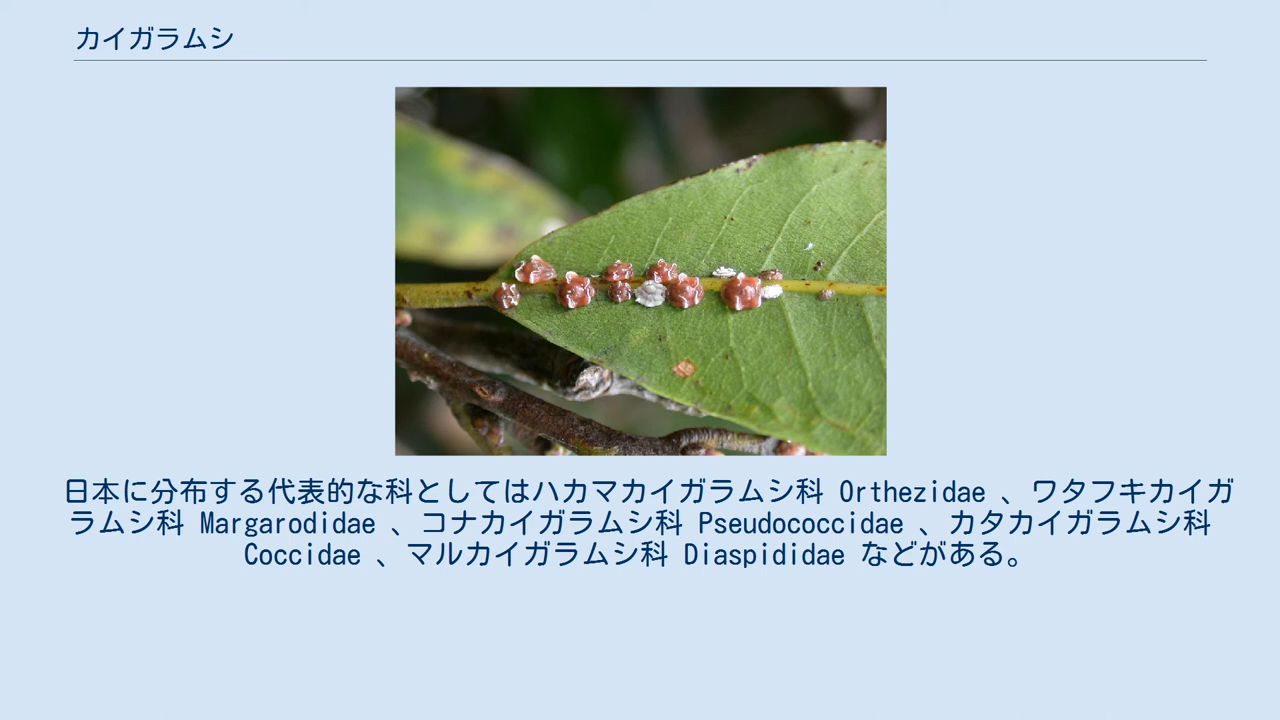 カイガラムシ
日本に分布する代表的な科としてはハカマカイガラムシ科 Orthezidae 、ワタフキカイガ
ラムシ科 Margarodidae 、コナカイガラムシ科 Pseudococcidae 、カタカイガラムシ科
Coccidae 、マルカイガラムシ科 Diaspididae などがある。